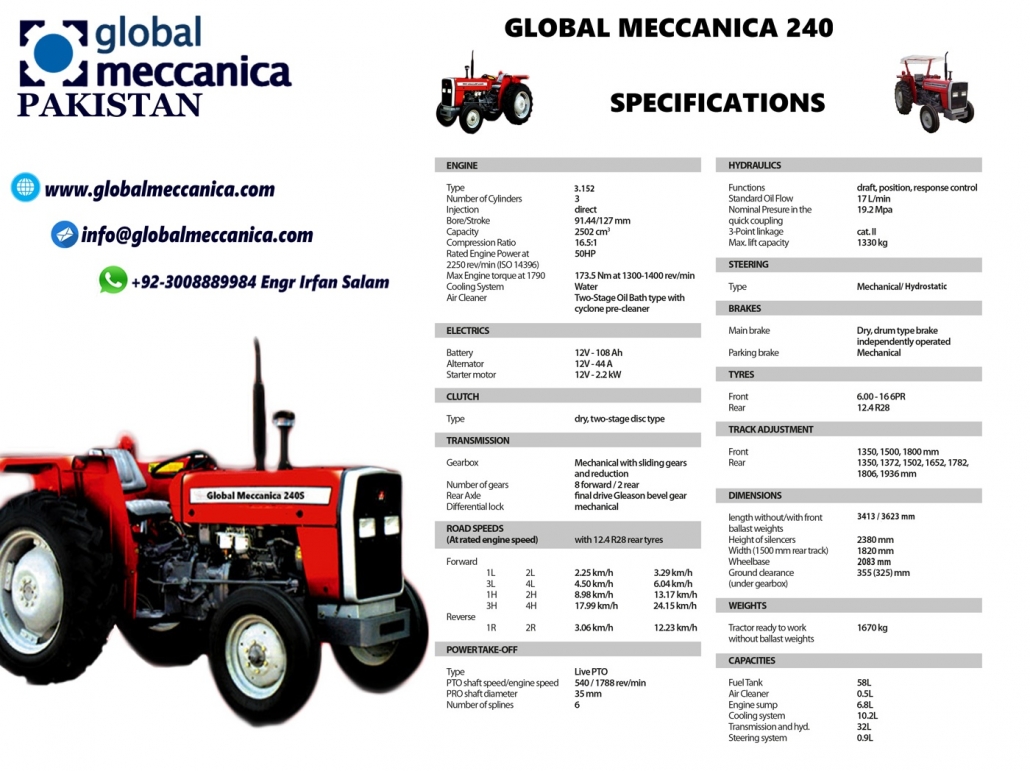 global
meccanica
PAKISTAN
www.globalmeccanica.com
info@globalmeccanica.com
+92-3008889984 Engr Irfan Salam
Global Meccanica 240S
GLOBAL MECCANICA 240
SPECIFICATIONS
ENGINE
Type 3.152
Number of Cylinders 3
Injection direct
Bore/Stroke 91.44/127 mm
Capacity 2502 cm³
Compression Ratio 16.5:1
Rated Engine Power at 50HP
2250 rev/min (ISO 14396)
Max Engine torque at 1790 173.5 Nm at 1300-1400 rev/min
Cooling System Water
Air Cleaner Two-Stage Oil Bath type with
cyclone pre-cleaner
ELECTRICS
Battery 12V - 108 Ah
Alternator 12V - 44 A
Starter motor 12V - 2.2 kW
CLUTCH
Type dry, two-stage disc type
TRANSMISSION
Gearbox Mechanical with sliding gears
and reduction
Number of gears 8 forward / 2 rear
Rear Axle final drive Gleason bevel gear
Differential lock mechanical
ROAD SPEEDS
(At rated engine speed) with 12.4 R28 rear tyres
Forward
1L 2L 2.25 km/h 3.29 km/h
3L 4L 4.50 km/h 6.04 km/h
1H 2H 8.98 km/h 13.17 km/h
3H 4H 17.99 km/h 24.15 km/h
Reverse
1R 2R 3.06 km/h 12.23 km/h
POWER TAKE-OFF
Type Live PTO
PTO shaft speed/engine speed 540 / 1788 rev/min
PRO shaft diameter 35 mm
Number of splines 6
HYDRAULICS
Functions draft, position, response control
Standard Oil Flow 17 L/min
Nominal Presure in the 19.2 Mpa
quick coupling
3-Point linkage cat. II
Max. lift capacity 1330 kg
STEERING
Type Mechanical/ Hydrostatic
BRAKES
Main brake Dry, drum type brake
independently operated
Parking brake Mechanical
TYRES
Front 6.00 - 16 6PR
Rear 12.4 R28
TRACK ADJUSTMENT
Front 1350, 1500, 1800 mm
Rear 1350, 1372, 1502, 1652, 1782,
1806, 1936 mm
DIMENSIONS
length without/with front 3413 / 3623 mm
ballast weights
Height of silencers 2380 mm
Width (1500 mm rear track) 1820 mm
Wheelbase 2083 mm
Ground clearance 355 (325) mm
(under gearbox)
WEIGHTS
Tractor ready to work 1670 kg
without ballast weights
CAPACITIES
Fuel Tank 58L
Air Cleaner 0.5L
Engine sump 6.8L
Cooling system 10.2L
Transmission and hyd. 32L
Steering system 0.9L